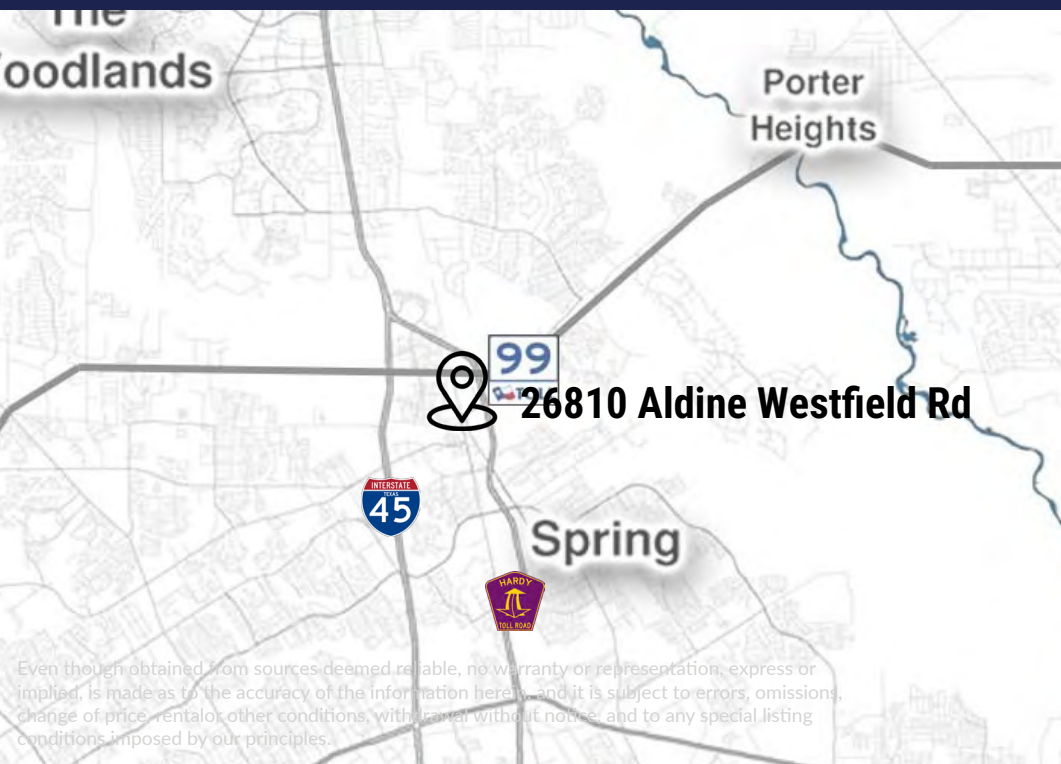 The
oodlands
Porter
Heights
99
26810 Aldine Westfield Rd
INTERSTATE
TEXAS
45
Spring
HARDY
TOLL ROAD
Even though obtained from sources deemed reliable, no warranty or representation, express or
implied, is made as to the accuracy of the information herein, and it is subject to errors, omissions,
change of price, rentalor other conditions, withdrawal without notice, and to any special listing
conditions imposed by our principles.